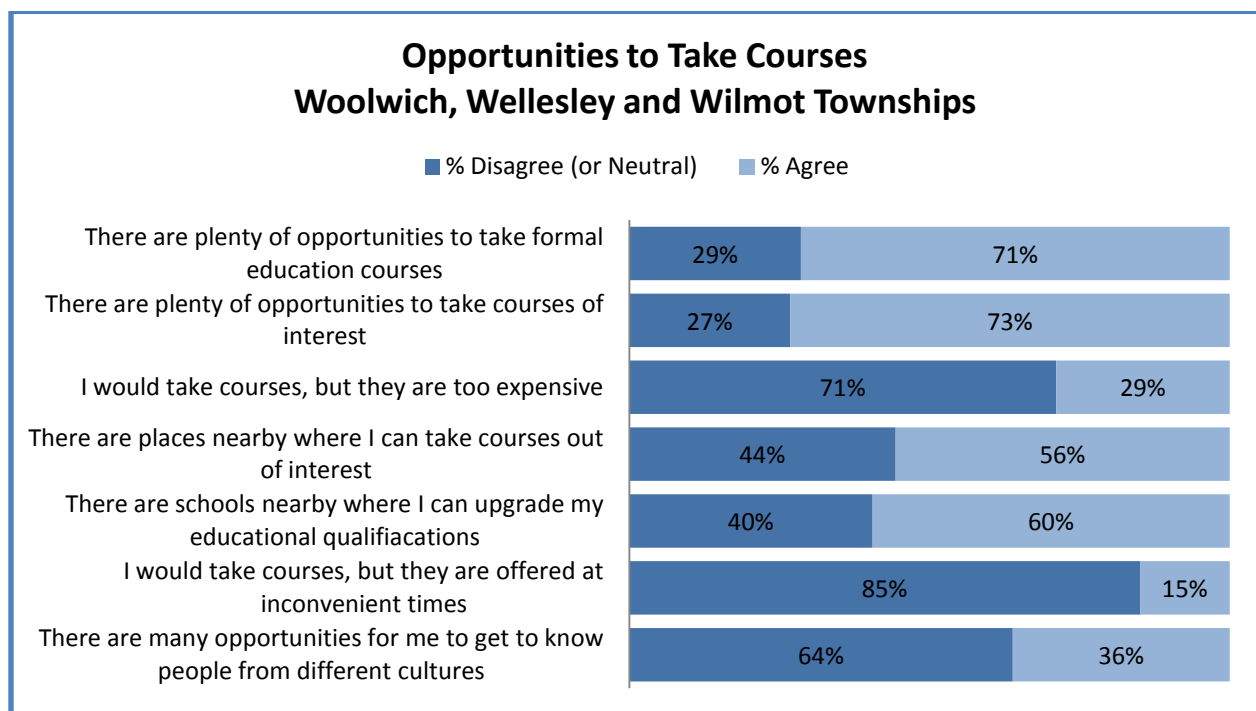 Opportunities to Take Courses
Woolwich, Wellesley and Wilmot Townships
% Disagree (or Neutral) % Agree
There are plenty of opportunities to take formal
education courses
29% 71%
There are plenty of opportunities to take courses of
interest
27% 73%
I would take courses, but they are too expensive
71% 29%
There are places nearby where I can take courses out
of interest
44% 56%
There are schools nearby where I can upgrade my
educational qualifiacations
40% 60%
I would take courses, but they are offered at
inconvenient times
85% 15%
There are many opportunities for me to get to know
people from different cultures
64% 36%